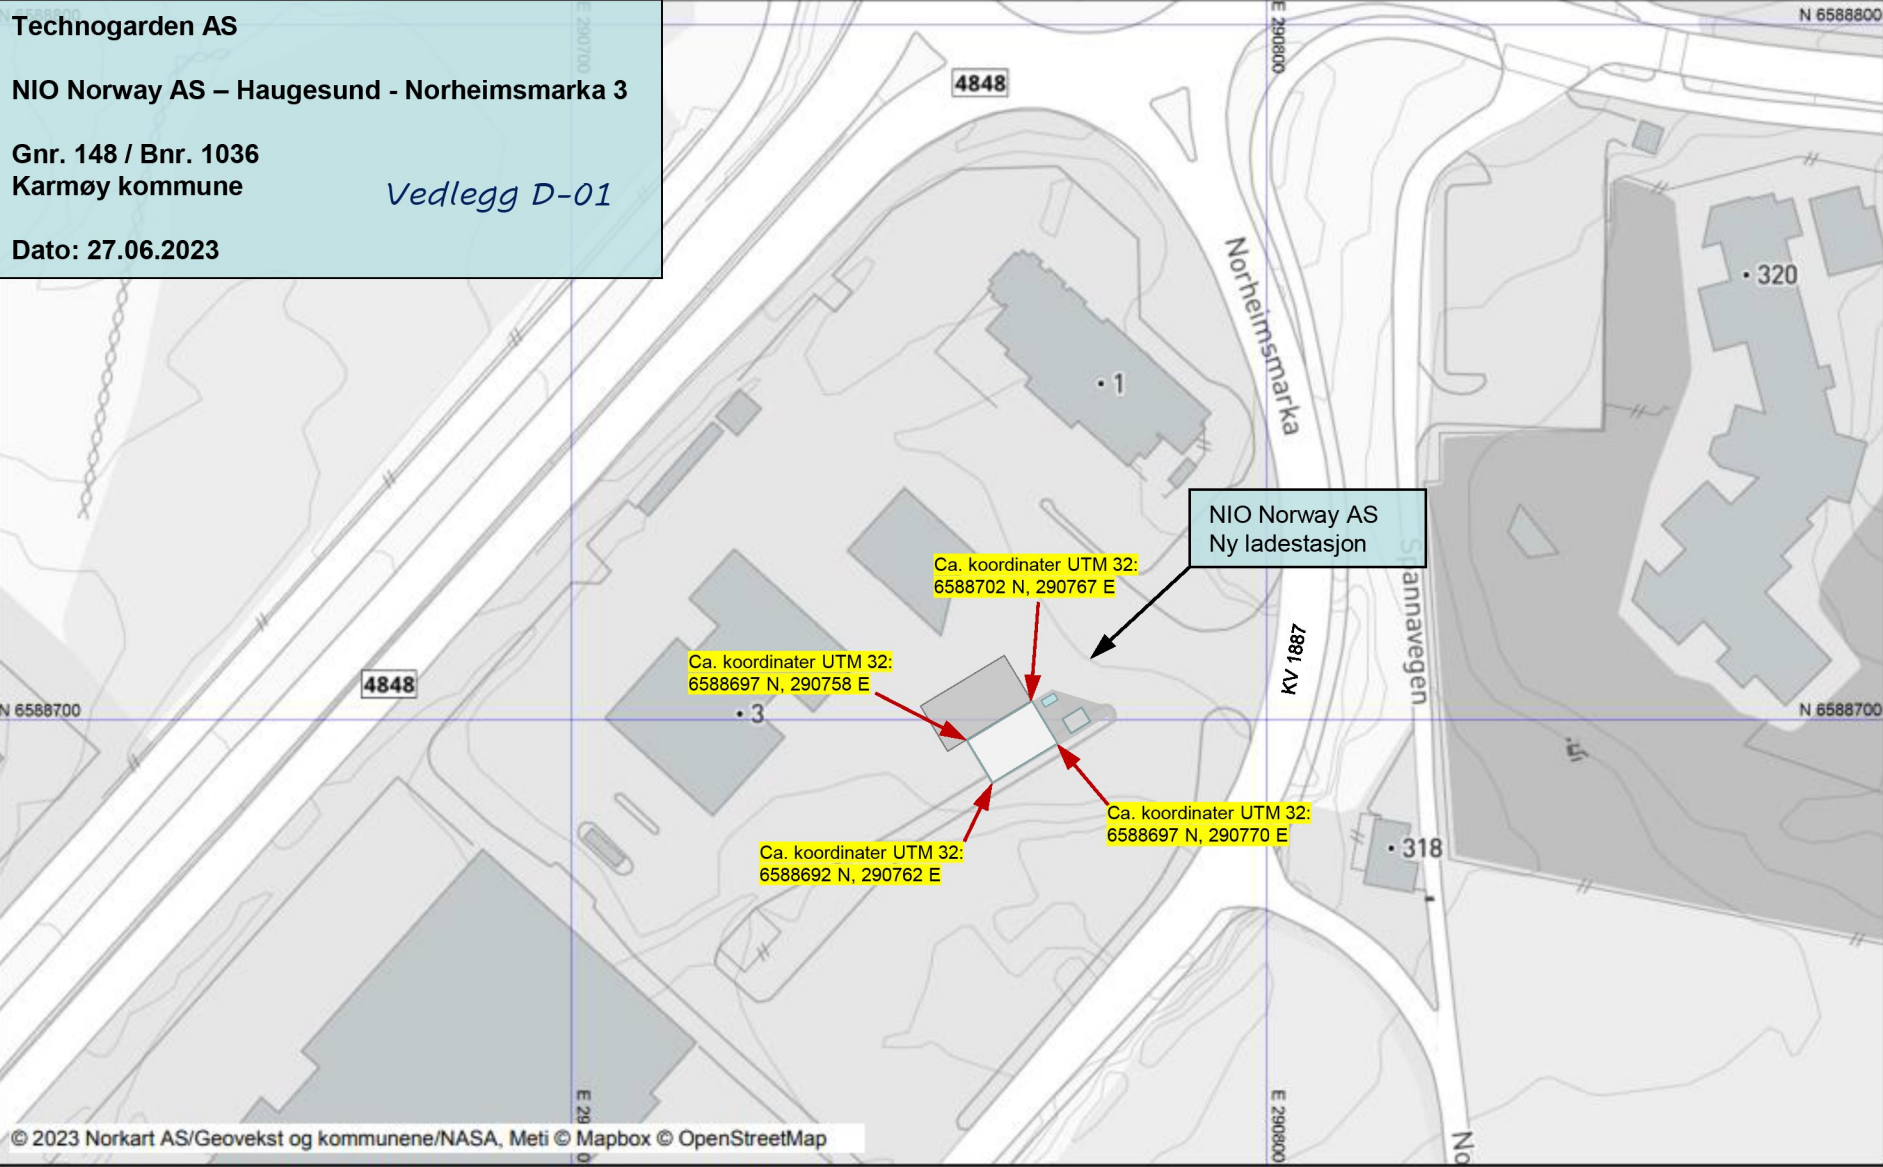 Technogarden AS
NIO Norway AS – Haugesund - Norheimsmarka 3
Gnr. 148 / Bnr. 1036
Karmøy kommune
Vedlegg D-01
Dato: 27.06.2023
E 290700
E 290800
N 6588800
4848
Norheimsmarka
320
1
NIO Norway AS
Ny ladestasjon
Ca. koordinater UTM 32:
6588702 N, 290767 E
Spannavegen
KV 1887
Ca. koordinater UTM 32:
6588697 N, 290758 E
4848
N 6588700
3
N 6588700
Ca. koordinater UTM 32:
6588697 N, 290770 E
Ca. koordinater UTM 32:
6588692 N, 290762 E
318
E 290800
No
© 2023 Norkart AS/Geovekst og kommunene/NASA, Meti © Mapbox © OpenStreetMap